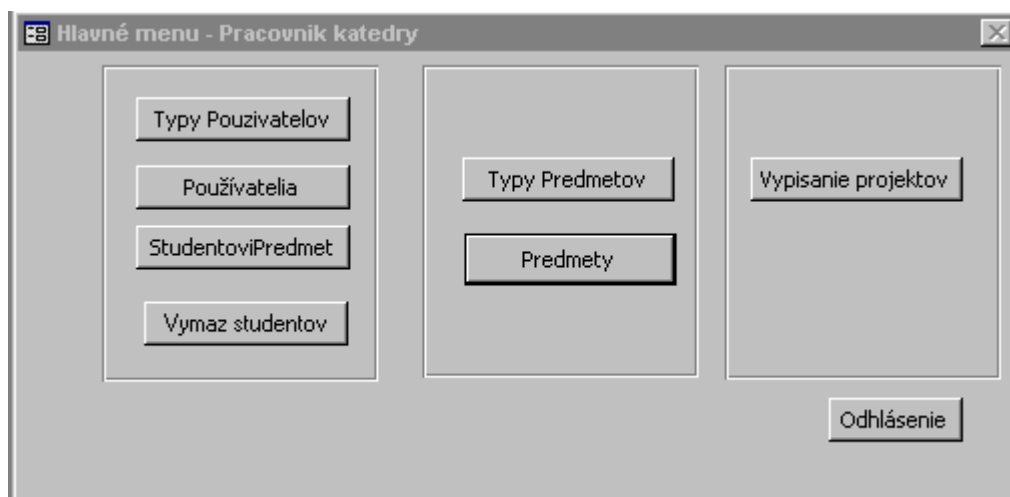 Hlavné menu - Pracovnik katedry
Typy Pouzivatelov
Používatelia
StudentoviPredmet
Vymaz studentov
Typy Predmetov
Predmety
Vypisanie projektov
Odhlásenie